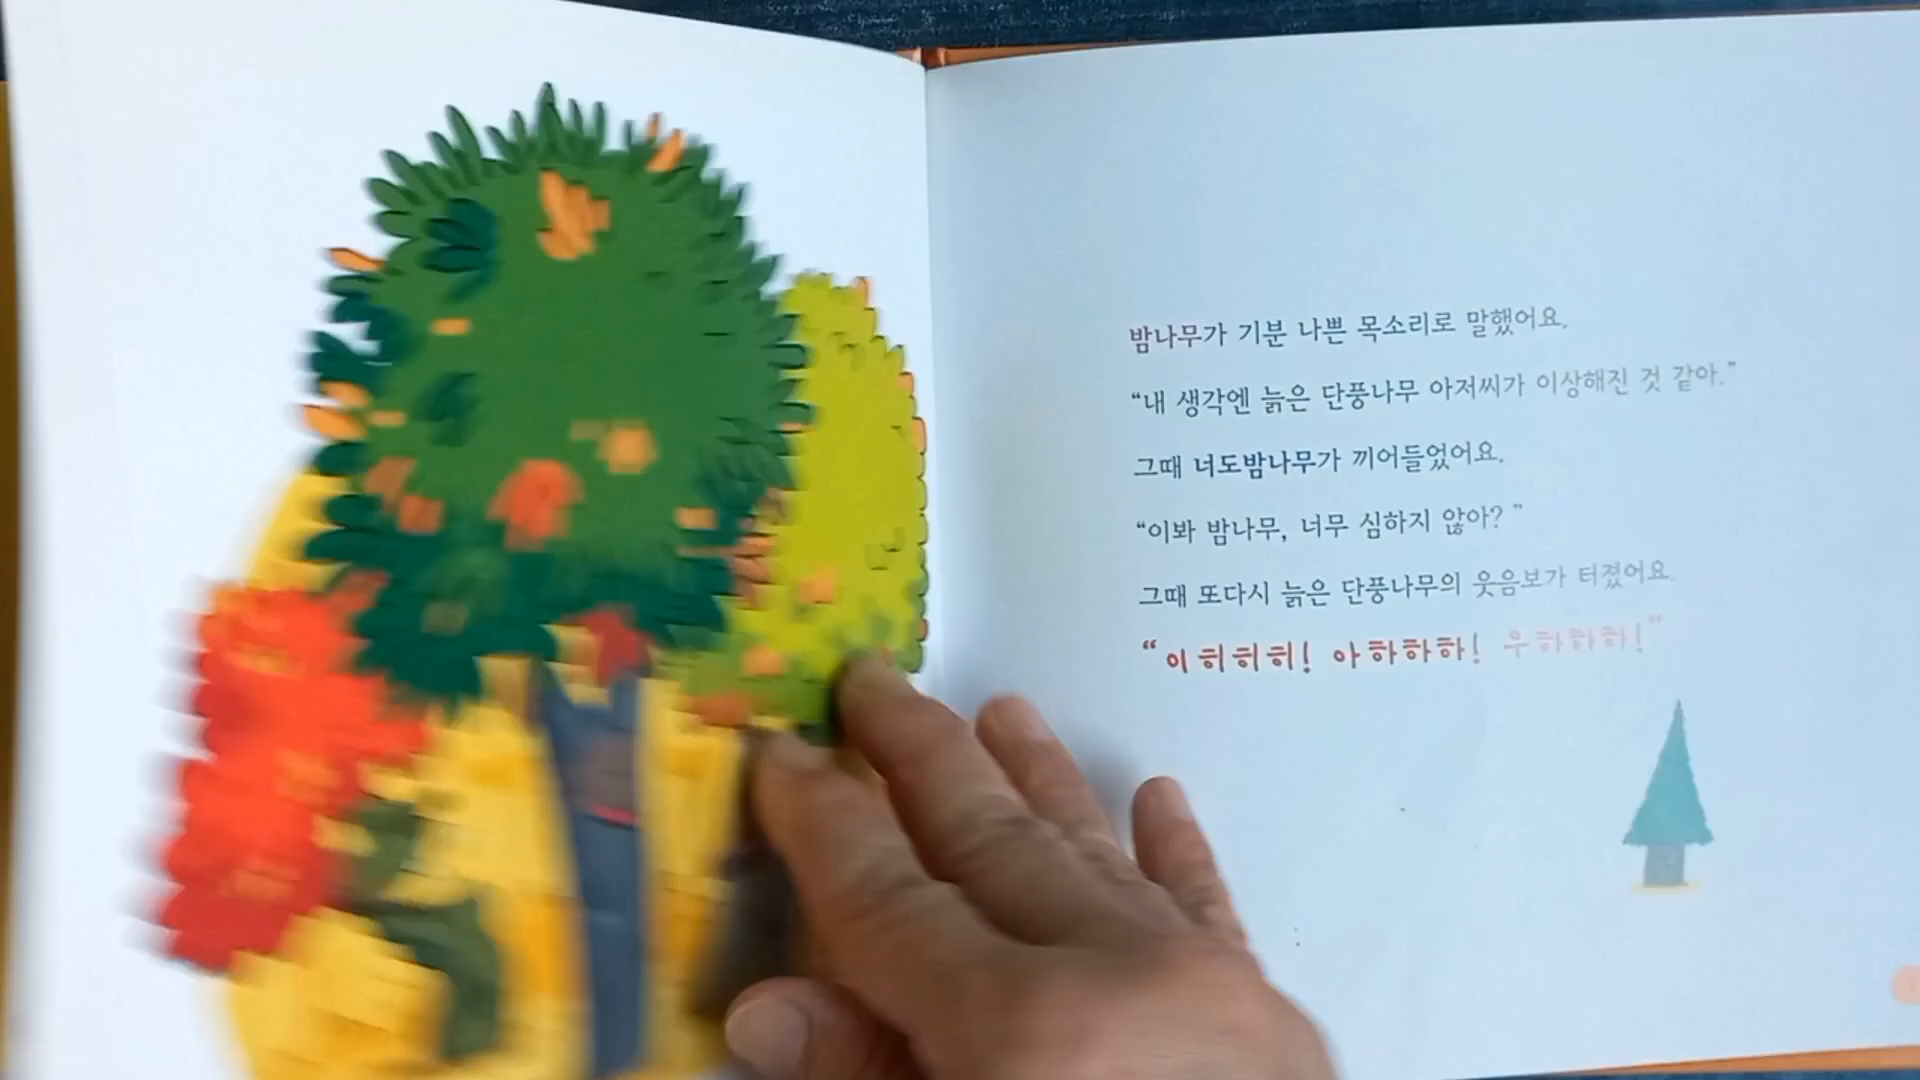 밤나무가 기분 나쁜 목소리로 말했어요.
“내 생각엔 늙은 단풍나무 아저씨가 이상해진 것 같아.”
그때 너도밤나무가 끼어들었어요.
“이봐 밤나무, 너무 심하지 않아? ”
그때 또다시 늙은 단풍나무의 웃음보가 터졌어요.
“이히히히! 아하하하! 우하하하!”